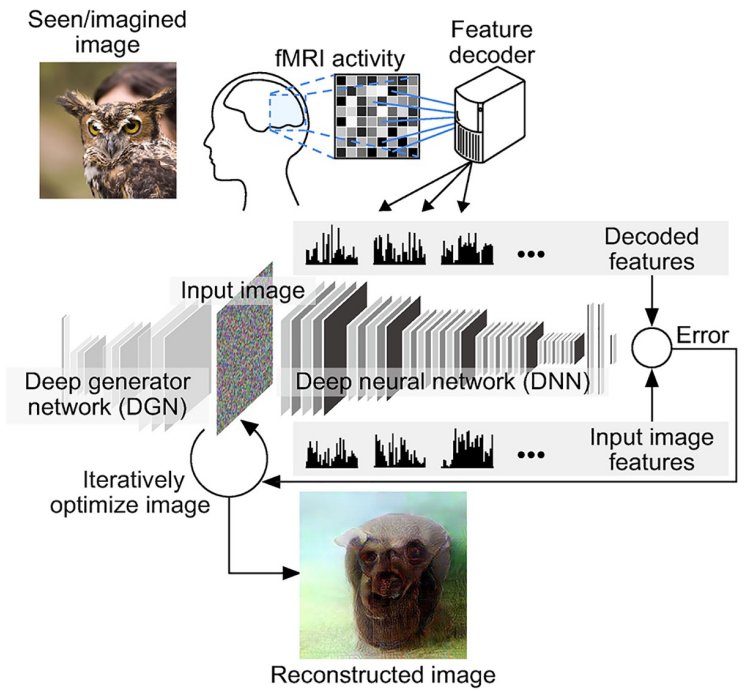 Seen/imagined
image
fMRI activity
Feature
decoder
Decoded
features
Input image
Error
Deep generator
network (DGN)
Deep neural network (DNN)
Input image
features
Iteratively
optimize image
Reconstructed image